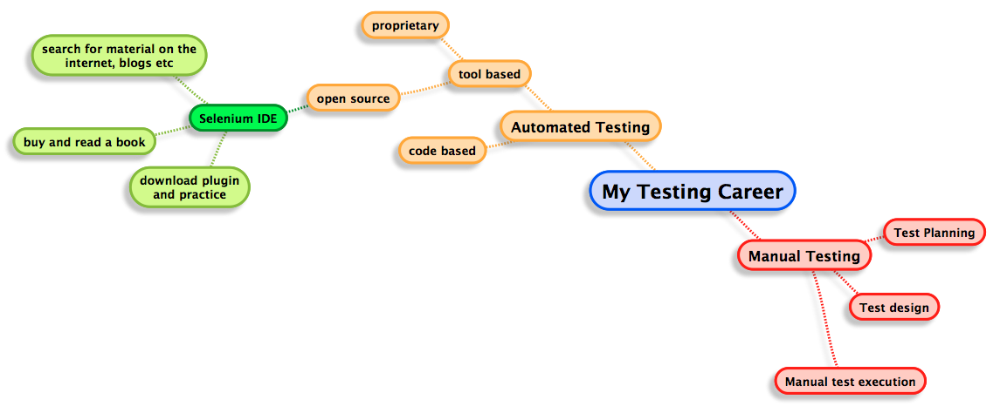 proprietary
search for material on the
internet, blogs etc
tool based
open source
Selenium IDE
Automated Testing
buy and read a book
code based
download plugin
and practice
My Testing Career
Test Planning
Manual Testing
Test design
Manual test execution